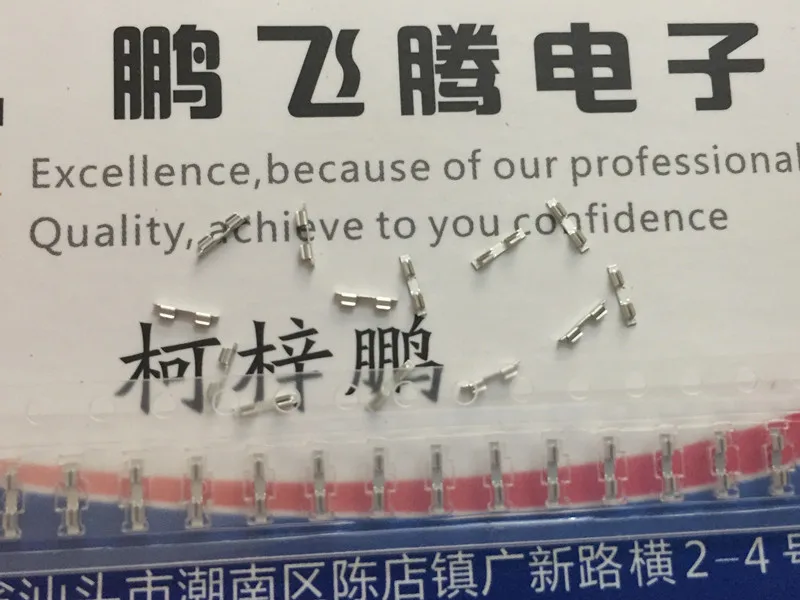 鹏飞腾电子
Excellence,because of our professional
Quality,achieve to you confidence
柯梓鹏
汕头市潮南区陈店镇广新路横2-4号